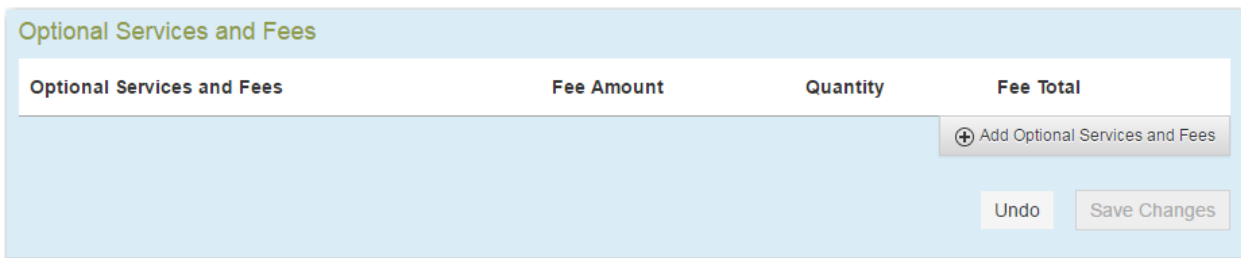 Optional Services and Fees
Optional Services and Fees Fee Amount Quantity Fee Total
Add Optional Services and Fees
Undo Save Changes